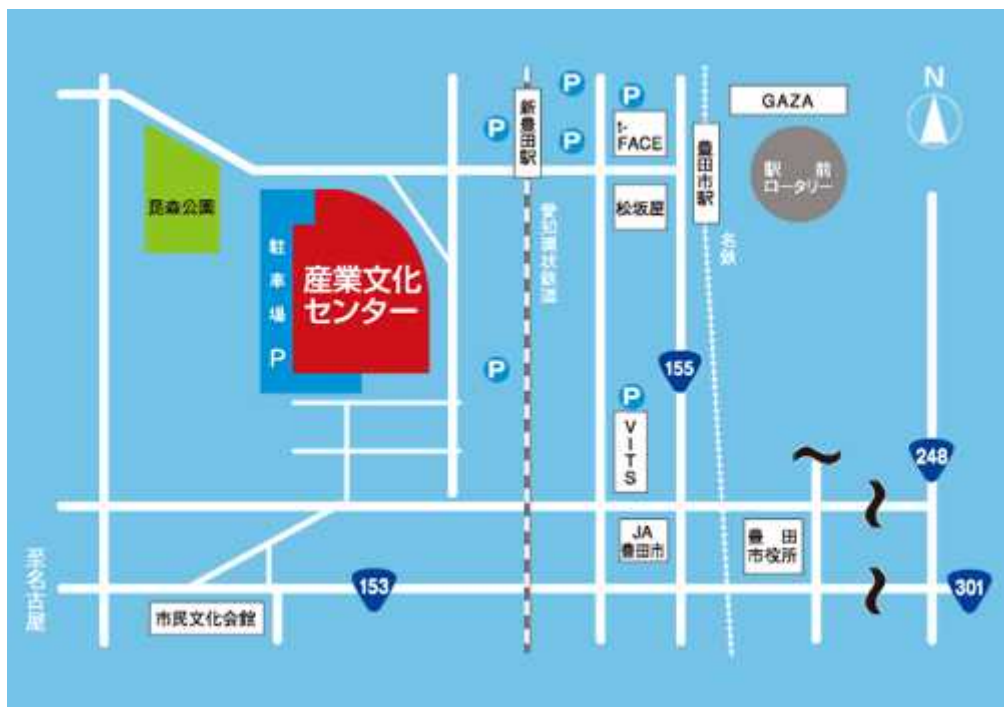 N
GAZA
P
P
P
P
新豊田駅
t-
FACE
豊田市駅
駅前
ロータリー
昆森公園
松坂屋
愛知環状鉄道
名鉄
駐車場 P
産業文化
センター
P
155
P
VITS
248
JA
豊田市
豊田
市役所
至名古屋
153
301
市民文化会館